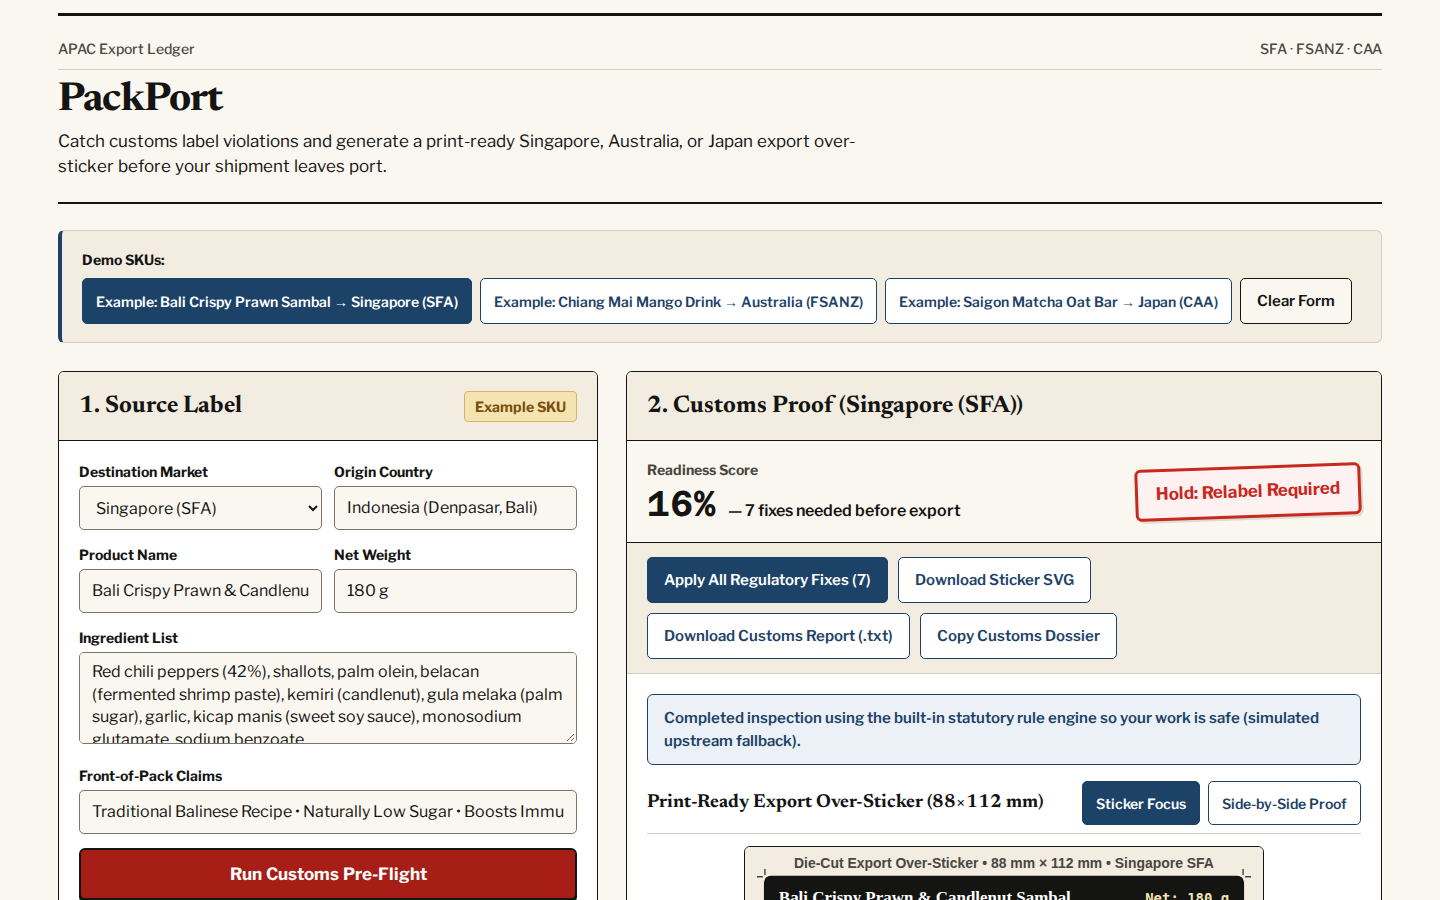 APAC Export Ledger
SFA · FSANZ · CAA
PackPort
Catch customs label violations and generate a print-ready Singapore, Australia, or Japan export over-
sticker before your shipment leaves port.
Demo SKUs:
Example: Bali Crispy Prawn Sambal → Singapore (SFA)
Example: Chiang Mai Mango Drink → Australia (FSANZ)
Example: Saigon Matcha Oat Bar → Japan (CAA)
Clear Form
1. Source Label
Example SKU
Destination Market
Origin Country
Singapore (SFA)
Indonesia (Denpasar, Bali)
Product Name
Net Weight
Bali Crispy Prawn & Candlenu
180 g
Ingredient List
Red chili peppers (42%), shallots, palm olein, belacan
(fermented shrimp paste), kemiri (candlenut), gula melaka (palm
sugar), garlic, kicap manis (sweet soy sauce), monosodium
glutamate, sodium benzoate
Front-of-Pack Claims
Traditional Balinese Recipe • Naturally Low Sugar • Boosts Immu
Run Customs Pre-Flight
2. Customs Proof (Singapore (SFA))
Readiness Score
16% — 7 fixes needed before export
Hold: Relabel Required
Apply All Regulatory Fixes (7)
Download Sticker SVG
Download Customs Report (.txt)
Copy Customs Dossier
Completed inspection using the built-in statutory rule engine so your work is safe (simulated
upstream fallback).
Print-Ready Export Over-Sticker (88×112 mm)
Sticker Focus
Side-by-Side Proof
Die-Cut Export Over-Sticker • 88 mm × 112 mm • Singapore SFA
Bali Crispy Prawn & Candlenut Sambal
Net: 180 g